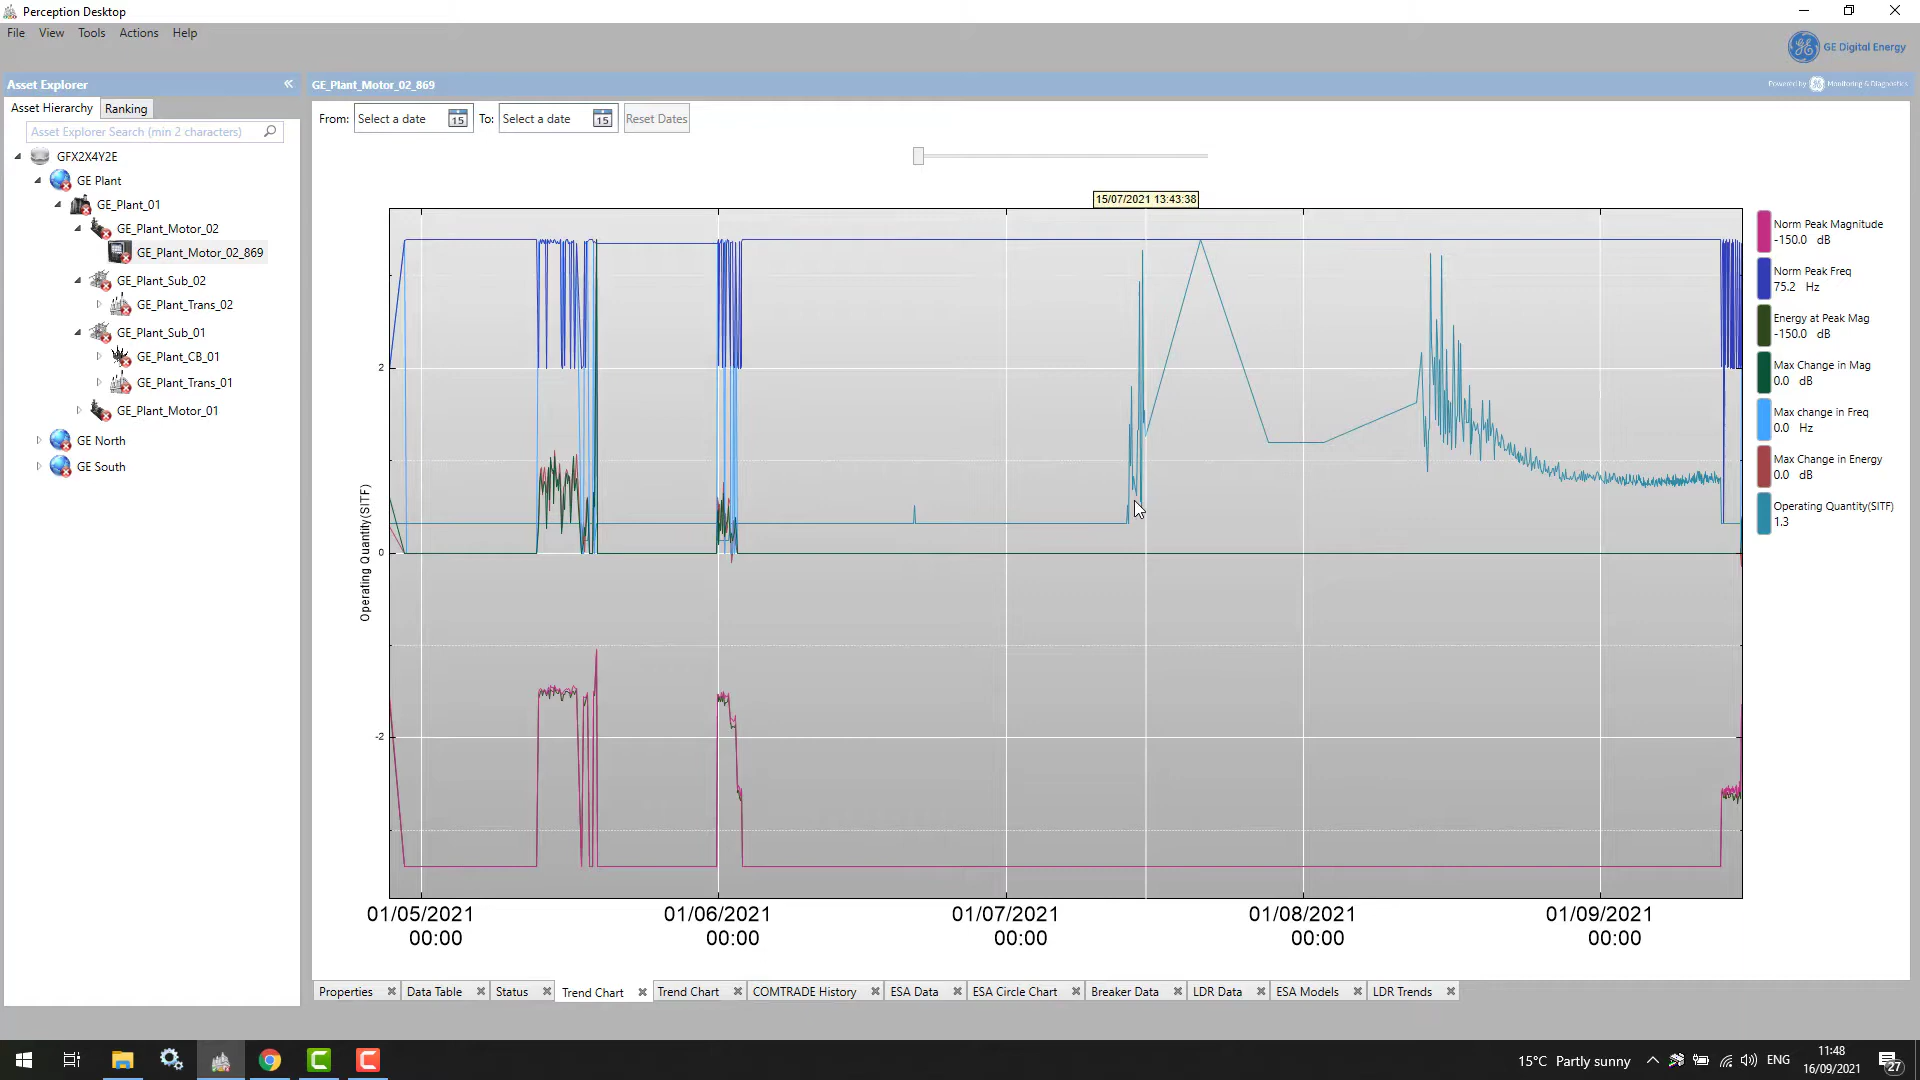 Perception Desktop
File View Tools Actions Help
GE Digital Energy
Asset Explorer
GE_Plant_Motor_02_869
Powered by Monitoring & Diagnostics
Asset Hierarchy Ranking
Asset Explorer Search (min 2 characters)
From: Select a date 15 To: Select a date 15 Reset Dates
GFX2X4Y2E
GE Plant
GE_Plant_01
GE_Plant_Motor_02
GE_Plant_Motor_02_869
GE_Plant_Sub_02
GE_Plant_Trans_02
GE_Plant_Sub_01
GE_Plant_CB_01
GE_Plant_Trans_01
GE_Plant_Motor_01
GE North
GE South
15/07/2021 13:43:38
2
0
-2
Operating Quantity(SITF)
01/05/2021 01/06/2021 01/07/2021 01/08/2021 01/09/2021
00:00 00:00 00:00 00:00 00:00
Norm Peak Magnitude
-150.0 dB
Norm Peak Freq
75.2 Hz
Energy at Peak Mag
-150.0 dB
Max Change in Mag
0.0 dB
Max change in Freq
0.0 Hz
Max Change in Energy
0.0 dB
Operating Quantity(SITF)
1.3
Properties Data Table Status Trend Chart Trend Chart COMTRADE History ESA Data ESA Circle Chart Breaker Data LDR Data ESA Models LDR Trends
15°C Partly sunny ENG
11:48
16/09/2021
27